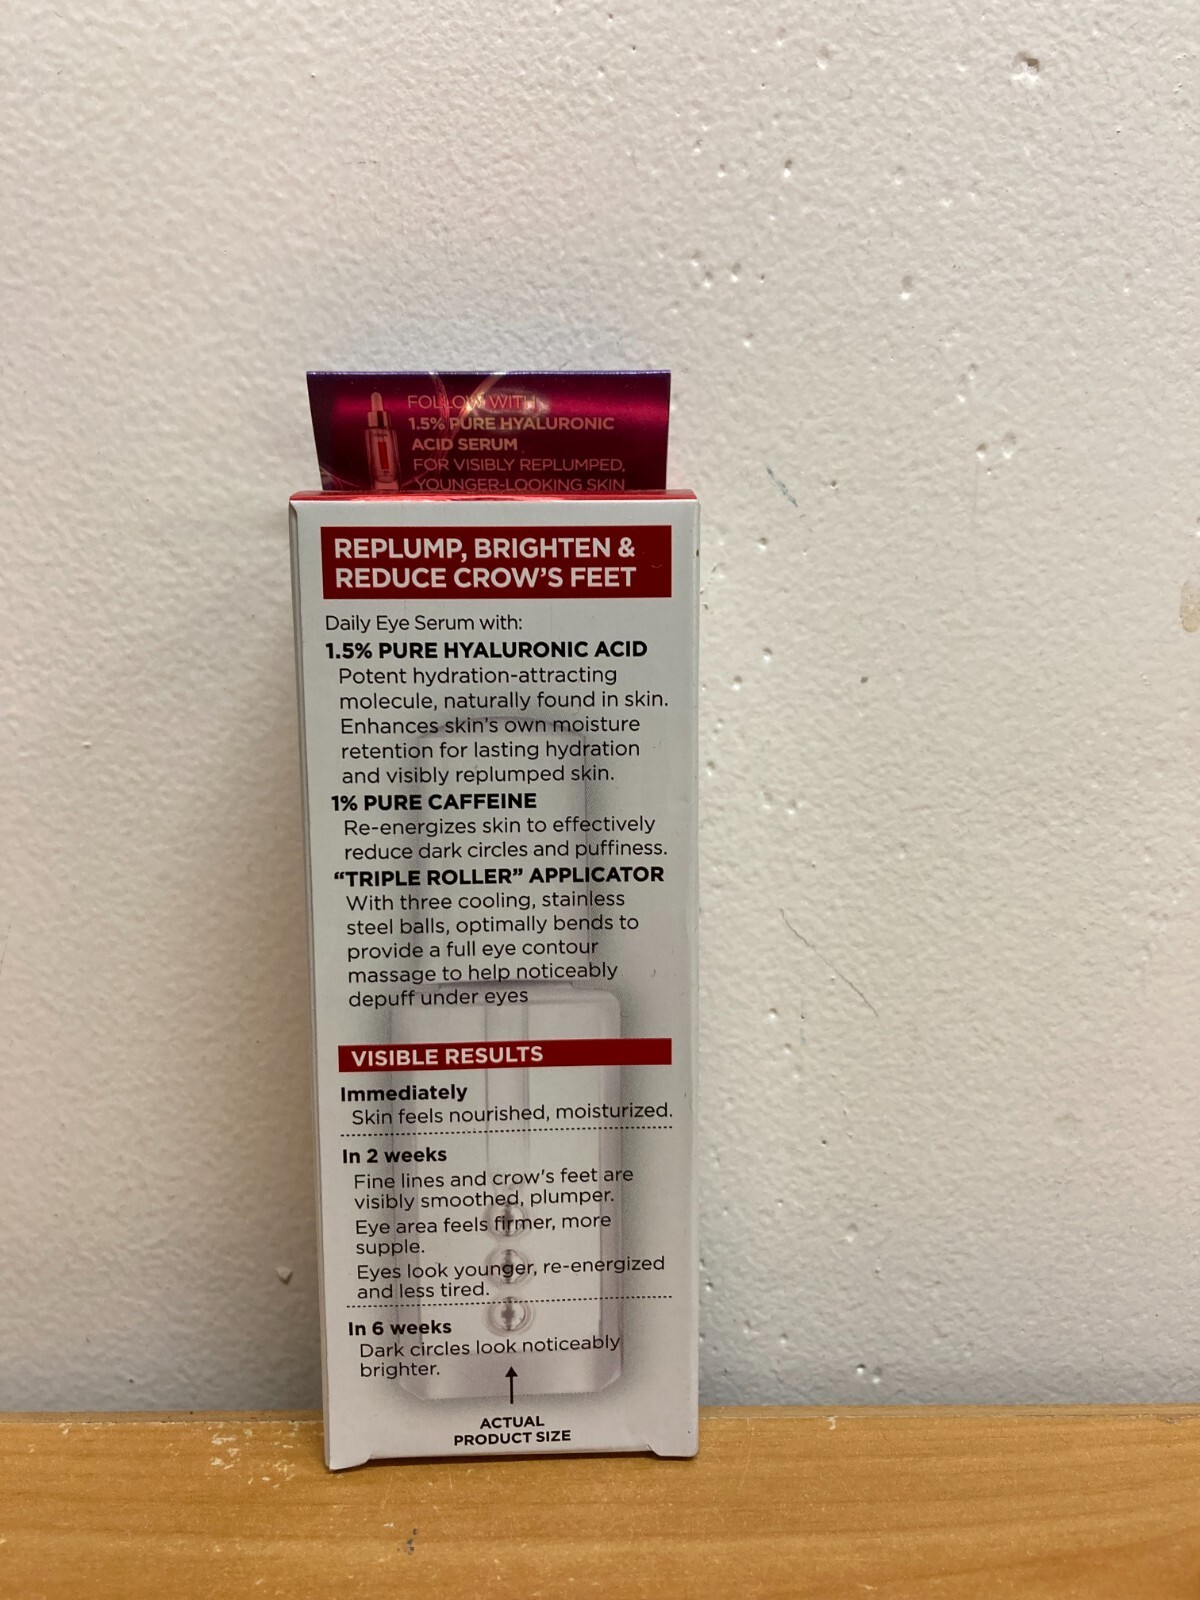 FOLLOW WITH
1.5% PURE HYALURONIC
ACID SERUM
FOR VISIBLY REPLUMPED,
YOUNGER-LOOKING SKIN
REPLUMP, BRIGHTEN &
REDUCE CROW'S FEET
Daily Eye Serum with:
1.5% PURE HYALURONIC ACID
Potent hydration-attracting
molecule, naturally found in skin.
Enhances skin's own moisture
retention for lasting hydration
and visibly replumped skin.
1% PURE CAFFEINE
Re-energizes skin to effectively
reduce dark circles and puffiness.
“TRIPLE ROLLER” APPLICATOR
With three cooling, stainless
steel balls, optimally bends to
provide a full eye contour
massage to help noticeably
depuff under eyes
VISIBLE RESULTS
Immediately
Skin feels nourished, moisturized.
In 2 weeks
Fine lines and crow's feet are
visibly smoothed, plumper.
Eye area feels firmer, more
supple.
Eyes look younger, re-energized
and less tired.
In 6 weeks
Dark circles look noticeably
brighter.
ACTUAL
PRODUCT SIZE